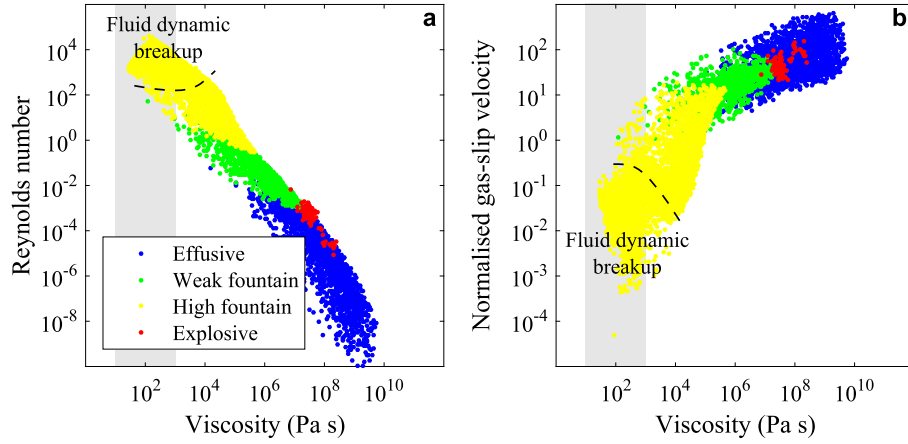 a
Fluid dynamic
breakup
10^4
10^2
10^0
10^-2
10^-4
10^-6
10^-8
Reynolds number
Effusive
Weak fountain
High fountain
Explosive
10^2
10^4
10^6
10^8
10^10
Viscosity (Pa s)
b
10^2
10^1
10^0
10^-1
10^-2
10^-3
10^-4
Normalised gas-slip velocity
Fluid dynamic
breakup
10^2
10^4
10^6
10^8
10^10
Viscosity (Pa s)